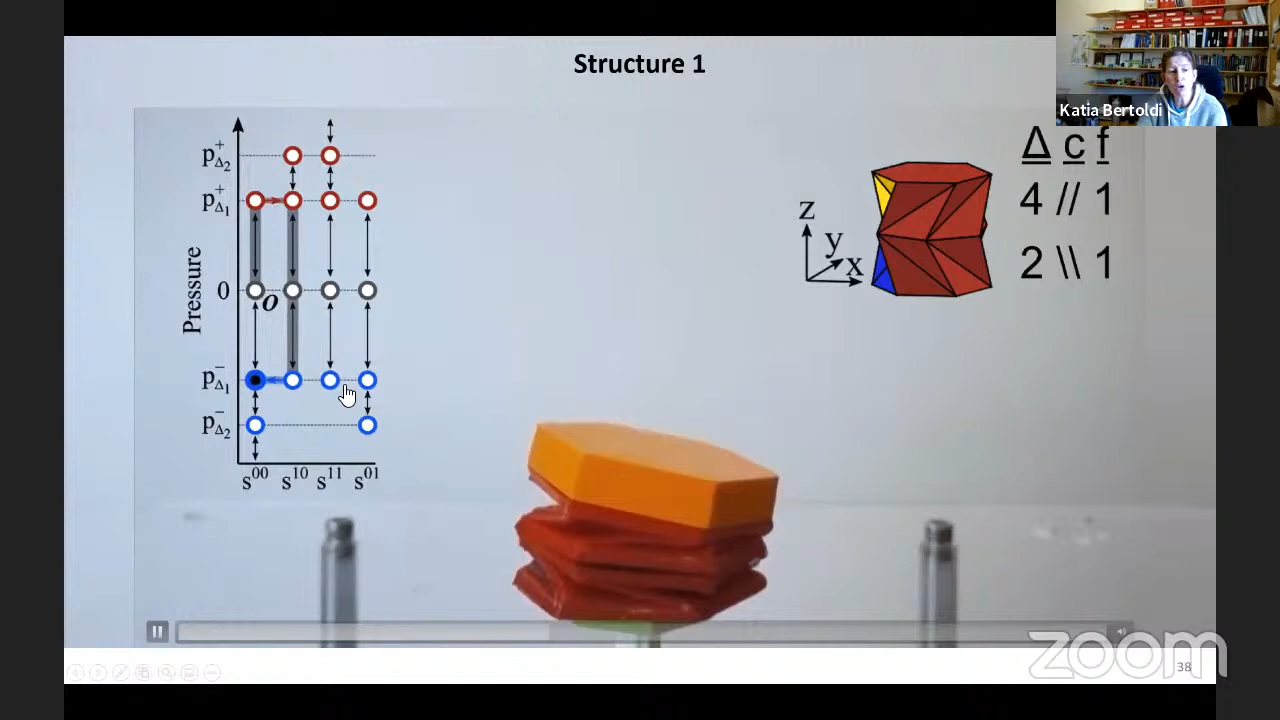 Structure 1
Katia Bertoldi
Δ c f
4 // 1
2 \\ 1
z
y
x
Pressure
p⁺Δ₂
p⁺Δ₁
0
O
p⁻Δ₁
p⁻Δ₂
s⁰⁰ s¹⁰ s¹¹ s⁰¹
zoom
38